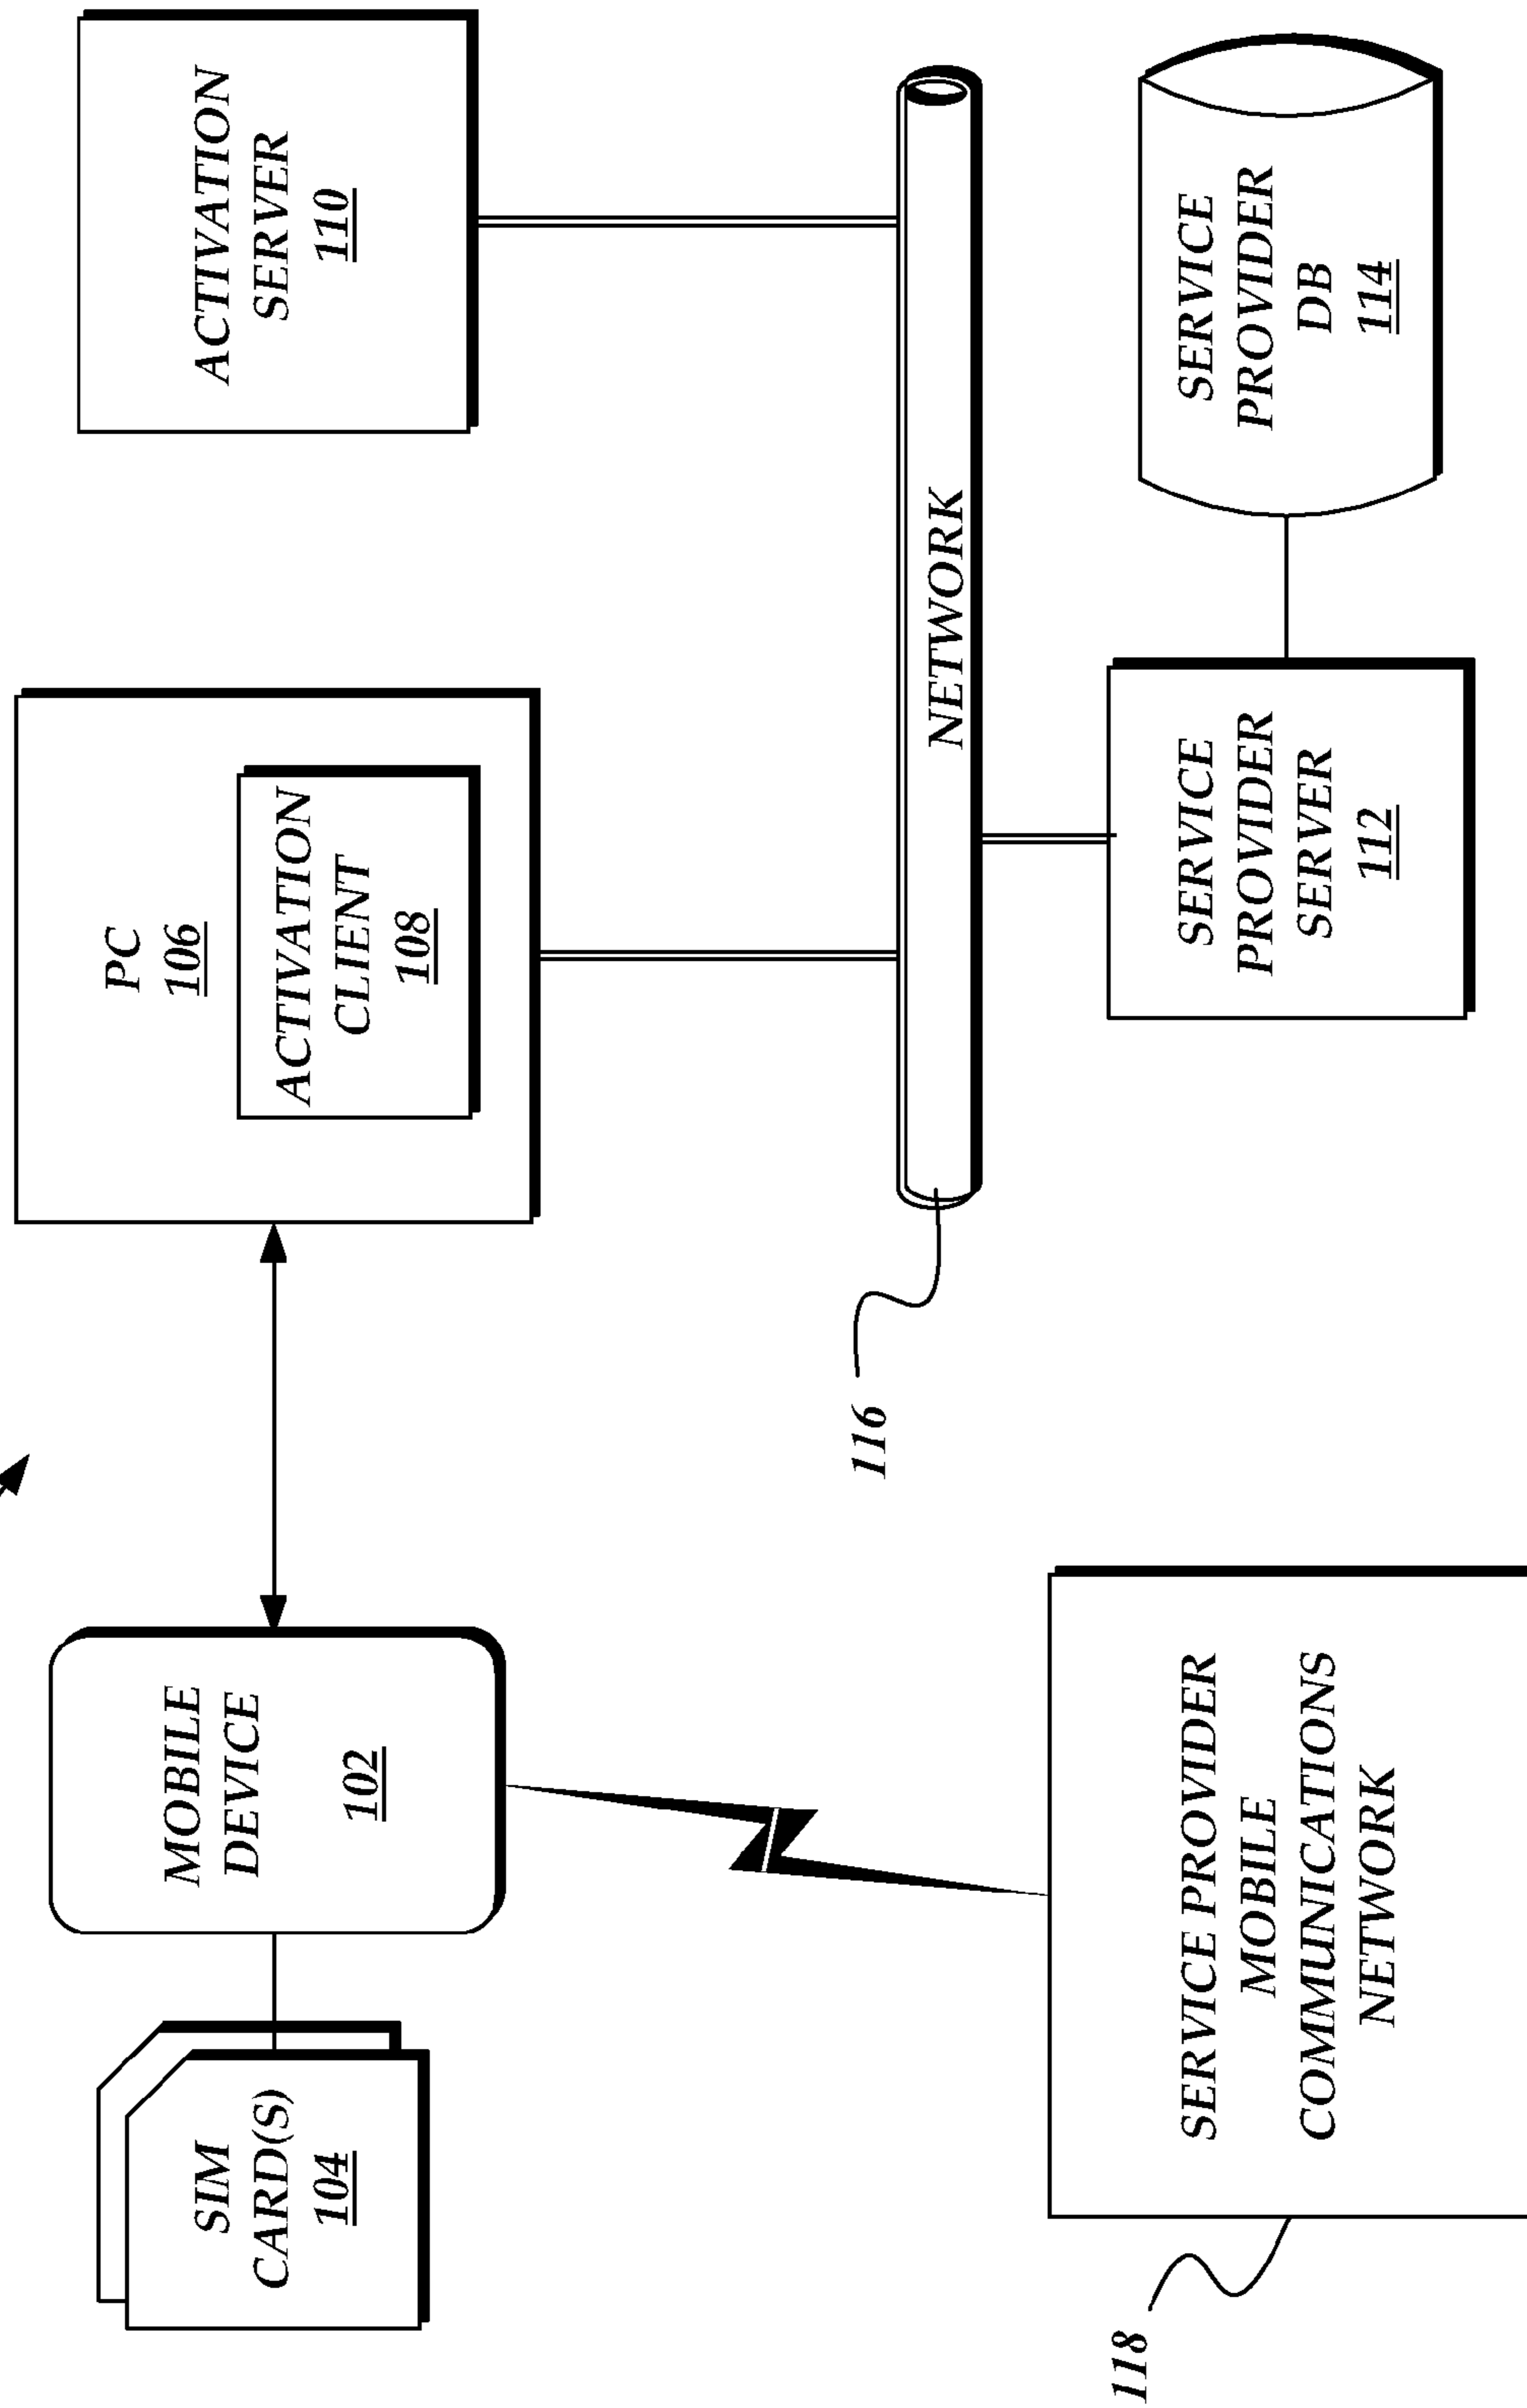 SIM
CARD(S)
104
MOBILE
DEVICE
102
PC
106
ACTIVATION
CLIENT
108
ACTIVATION
SERVER
110
116
NETWORK
118
SERVICE PROVIDER
MOBILE
COMMUNICATIONS
NETWORK
SERVICE
PROVIDER
SERVER
112
SERVICE
PROVIDER
DB
114